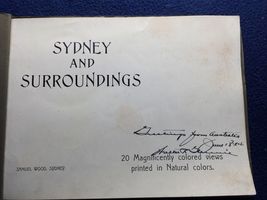 SYDNEY
AND
SURROUNDINGS
Greetings from Australia
20 Magnificently colored views
SAMUEL WOOD, SYDNEY
printed in Natural colors.